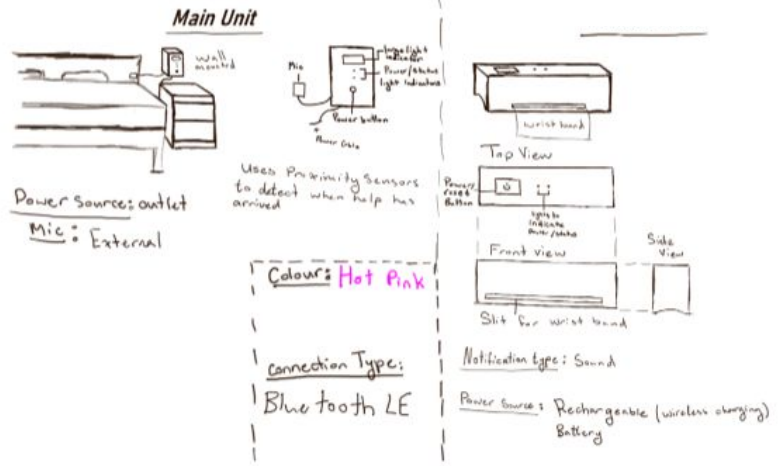 Main Unit
wall
mounted
Mic
large light
indicator
Power/status
light indicators
Power button
Power Cable
Uses Proximity Sensors
to detect when help has
arrived
Power Source: outlet
Mic: External
Colour: Hot Pink
Connection Type:
Bluetooth LE
wrist band
Top View
Power/
reset
Button
lights to
indicate
Power/status
Front view
Side
View
Slit for wrist band
Notification type: Sound
Power Source: Rechargeable (wireless charging)
Battery